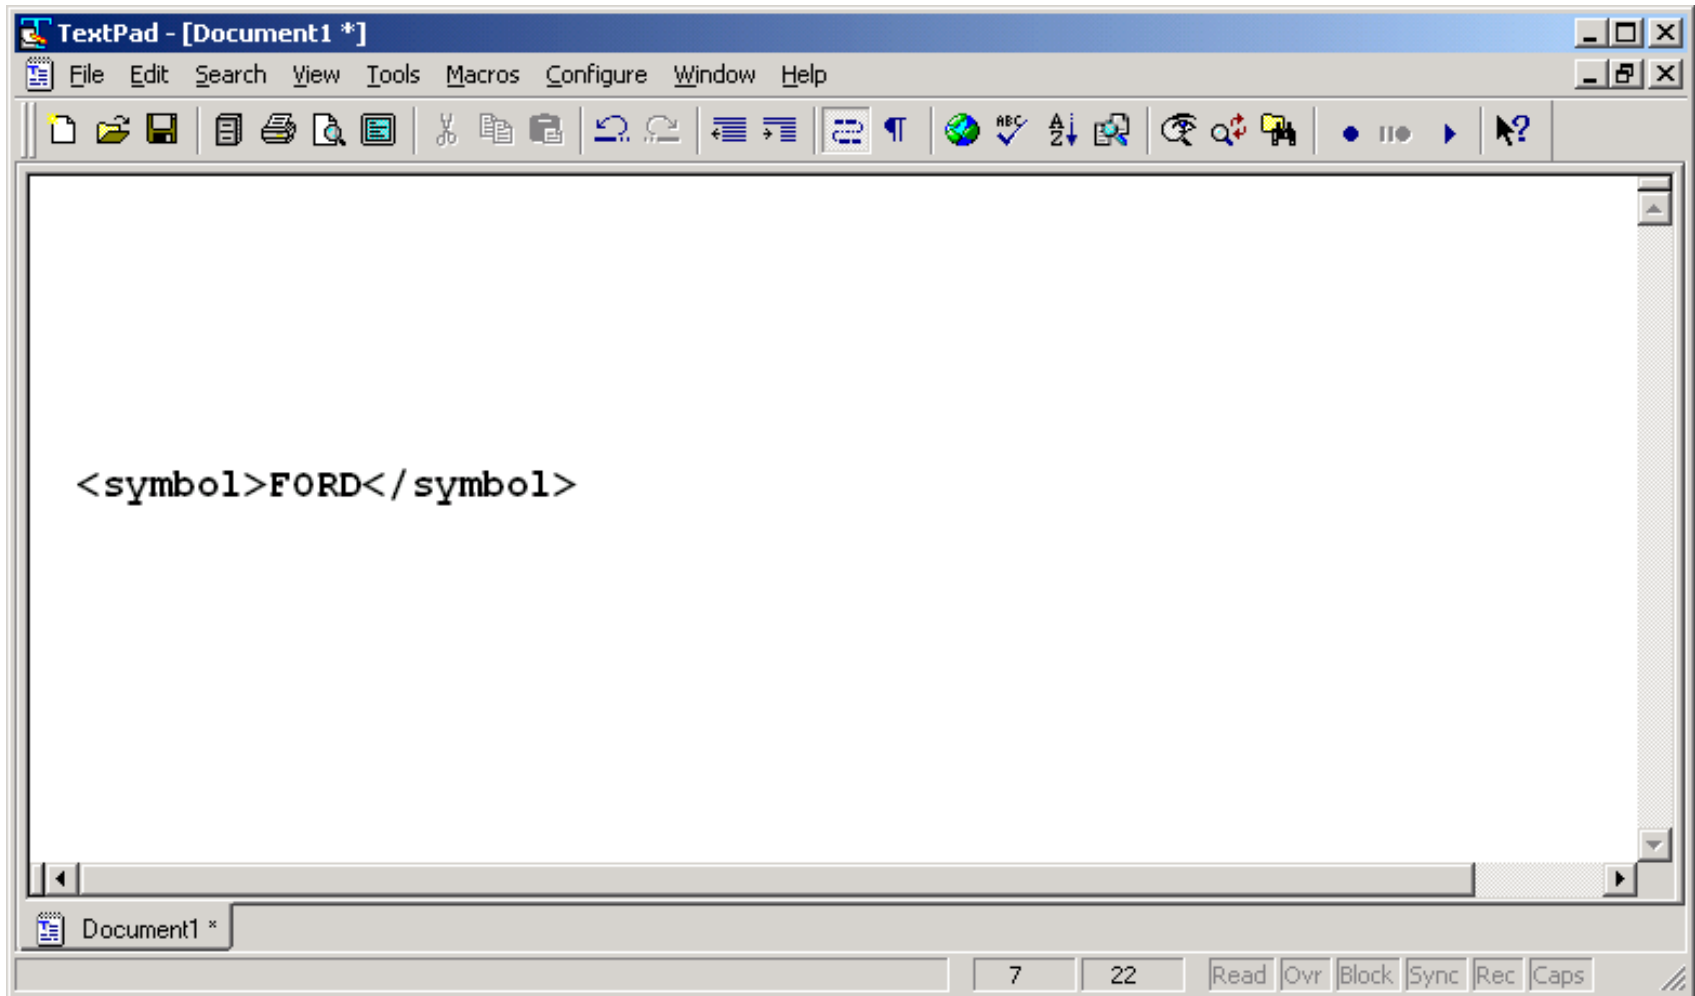 TextPad - [Document1 *]
File Edit Search View Tools Macros Configure Window Help
<symbol>FORD</symbol>
Document1 *
7 22 Read Ovr Block Sync Rec Caps